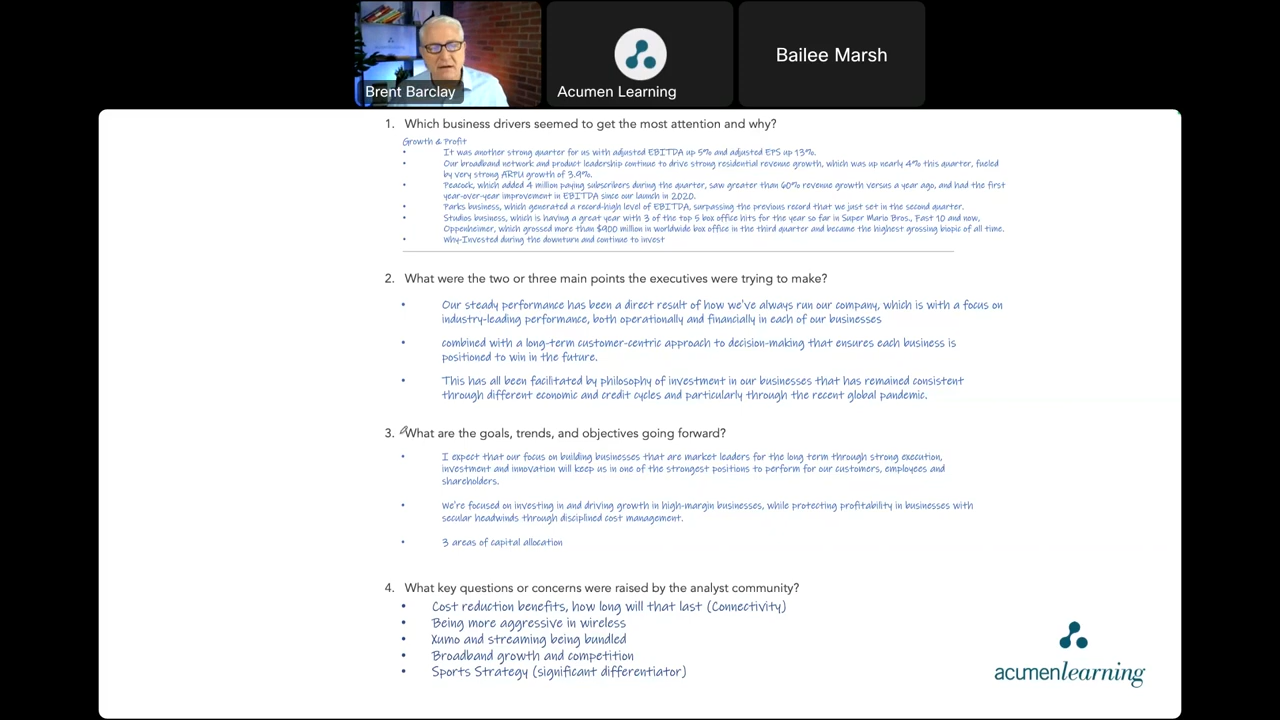 Brent Barclay
Acumen Learning
Bailee Marsh
1. Which business drivers seemed to get the most attention and why?
Growth & Profit
• It was another strong quarter for us with adjusted EBITDA up 5% and adjusted EPS up 13%.
• Our broadband network and product leadership continue to drive strong residential revenue growth, which was up nearly 4% this quarter, fueled
by very strong ARPU growth of 3.9%.
• Peacock, which added 4 million paying subscribers during the quarter, saw greater than 60% revenue growth versus a year ago, and had the first
year-over-year improvement in EBITDA since our launch in 2020.
• Parks business, which generated a record-high level of EBITDA, surpassing the previous record that we just set in the second quarter.
• Studios business, which is having a great year with 3 of the top 5 box office hits for the year so far in Super Mario Bros., Fast 10 and now,
Oppenheimer, which grossed more than $900 million in worldwide box office in the third quarter and became the highest grossing biopic of all time.
• Why-Invested during the downturn and continue to invest
2. What were the two or three main points the executives were trying to make?
• Our steady performance has been a direct result of how we've always run our company, which is with a focus on
industry-leading performance, both operationally and financially in each of our businesses
• combined with a long-term customer-centric approach to decision-making that ensures each business is
positioned to win in the future.
• This has all been facilitated by philosophy of investment in our businesses that has remained consistent
through different economic and credit cycles and particularly through the recent global pandemic.
3. What are the goals, trends, and objectives going forward?
• I expect that our focus on building businesses that are market leaders for the long term through strong execution,
investment and innovation will keep us in one of the strongest positions to perform for our customers, employees and
shareholders.
• We're focused on investing in and driving growth in high-margin businesses, while protecting profitability in businesses with
secular headwinds through disciplined cost management.
• 3 areas of capital allocation
4. What key questions or concerns were raised by the analyst community?
• Cost reduction benefits, how long will that last (Connectivity)
• Being more aggressive in wireless
• Xumo and streaming being bundled
• Broadband growth and competition
• Sports Strategy (significant differentiator)
acumenlearning